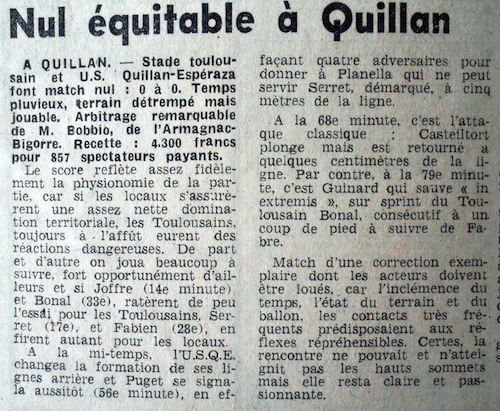 Nul équitable à Quillan
A QUILLAN. — Stade toulou-
sain et U.S. Quillan-Espéraza
font match nul : 0 à 0. Temps
pluvieux, terrain détrempé mais
jouable. Arbitrage remarquable
de M. Bobbio, de l'Armagnac-
Bigorre. Recette : 4.300 francs
pour 857 spectateurs payants.
Le score reflète assez fidèle-
ment la physionomie de la par-
tie, car si les locaux s'assurè-
rent une assez nette domina-
tion territoriale, les Toulousains,
toujours à l'affût eurent des
réactions dangereuses. De part
et d'autre on joua beaucoup à
suivre, fort opportunément d'ail-
leurs et si Joffre (14e minute)
et Bonal (33e), ratèrent de peu
l'essai pour les Toulousains, Ser-
ret (17e) et Fabien (28e), en
firent autant pour les locaux.
A la mi-temps, l'U.S.Q.E.
changea la formation de ses li-
gnes arrière et Puget se signa-
la aussitôt (56e minute), en ef-
façant quatre adversaires pour
donner à Planella qui ne peut
servir Serret, démarqué, à cinq
mètres de la ligne.
A la 68e minute, c'est l'atta-
que classique : Casteiltort
plonge mais est retourné à
quelques centimètres de la li-
gne. Par contre, à la 79e minu-
te, c'est Guinard qui sauve « in
extremis », sur sprint du Tou-
lousain Bonal, consécutif à un
coup de pied à suivre de Fa-
bre.
Match d'une correction exem-
plaire dont les acteurs doivent
être loués, car l'inclémence du
temps, l'état du terrain et du
ballon, les contacts très fré-
quents prédisposaient aux ré-
flexes répréhensibles. Certes, la
rencontre ne pouvait et n'attei-
gnit pas les hauts sommets
mais elle resta claire et pas-
sionnante.